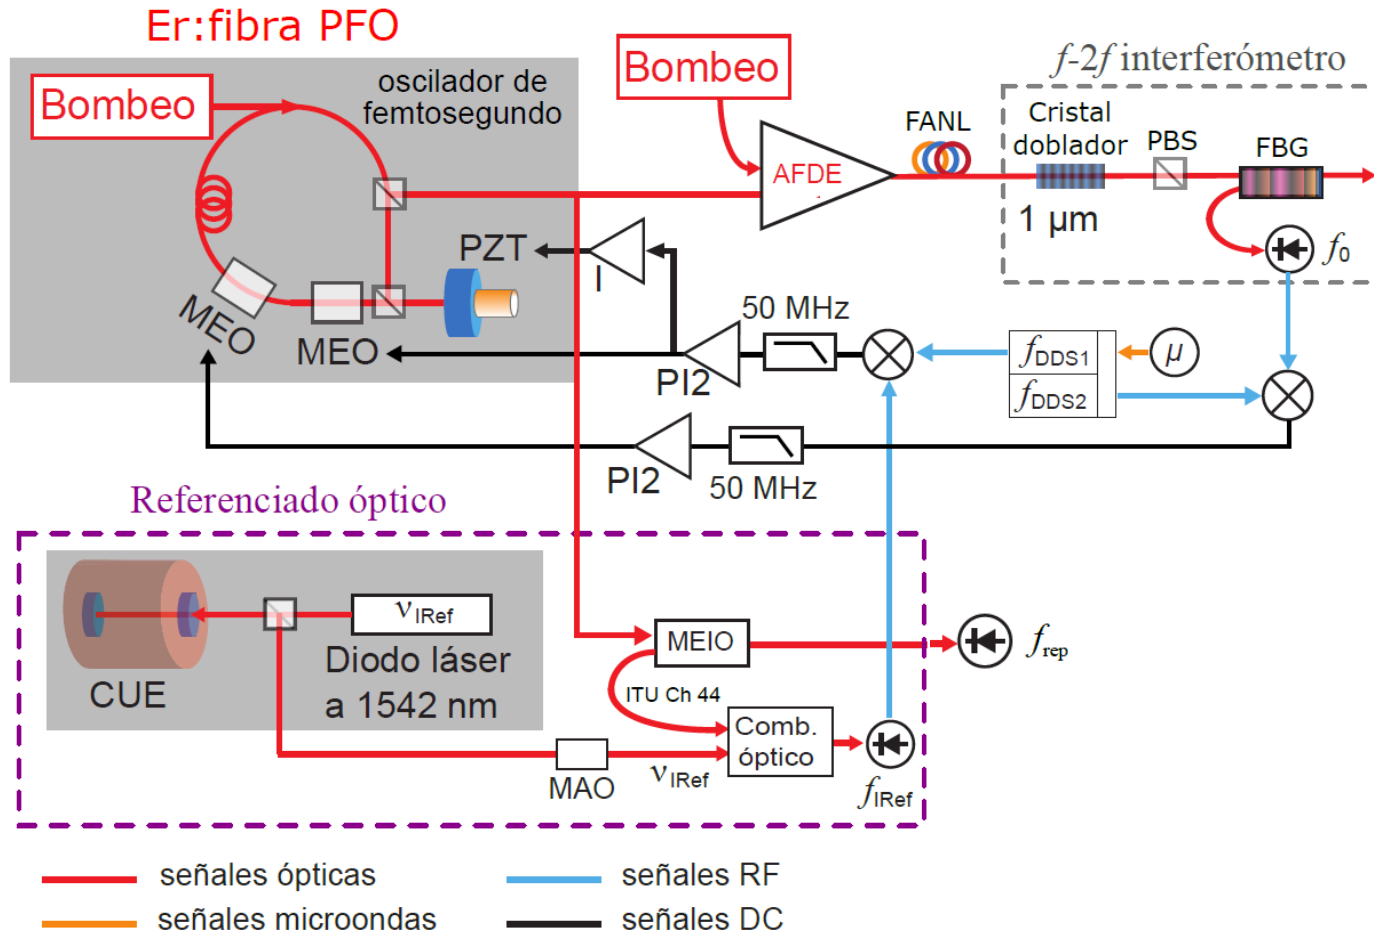 Er:fibra PFO
Bombeo
oscilador de
femtosegundo
Bombeo
AFDE
FANL
f-2f interferómetro
Cristal
doblador
PBS
FBG
1 μm
f0
PZT
I
MEO
MEO
PI2
50 MHz
fDDS1
fDDS2
μ
PI2
50 MHz
Referenciado óptico
νIRef
Diodo láser
a 1542 nm
CUE
MEIO
frep
ITU Ch 44
Comb.
óptico
MAO
νIRef
fIRef
señales ópticas
señales RF
señales microondas
señales DC